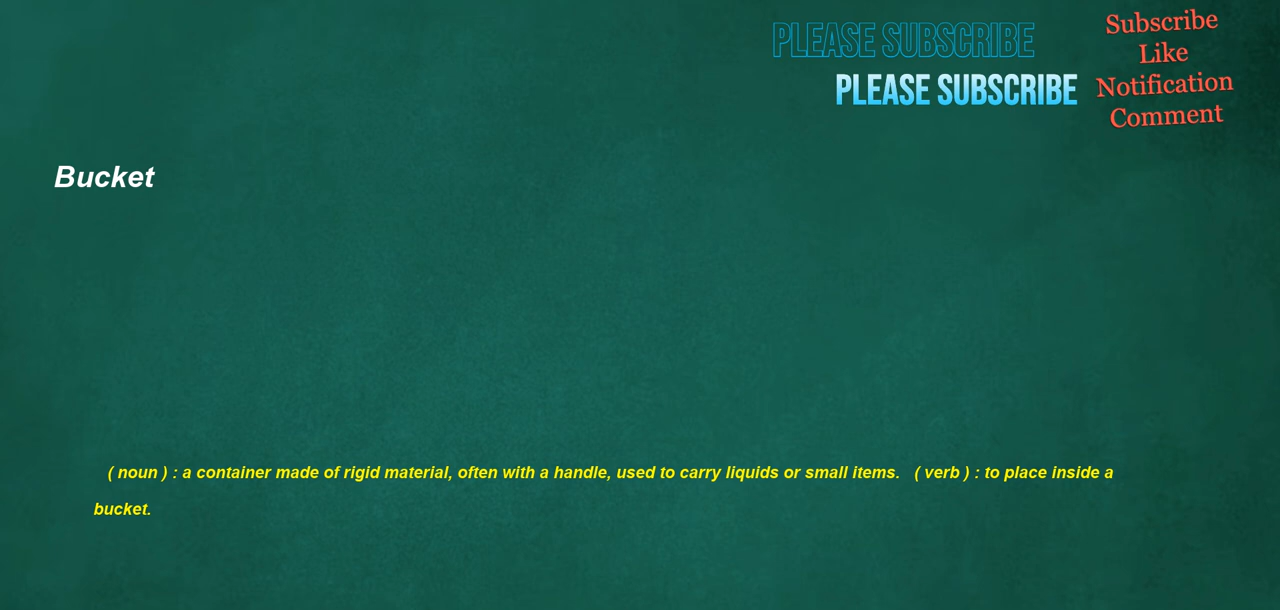 PLEASE SUBSCRIBE
PLEASE SUBSCRIBE
Subscribe
Like
Notification
Comment
Bucket
( noun ) : a container made of rigid material, often with a handle, used to carry liquids or small items. ( verb ) : to place inside a
bucket.